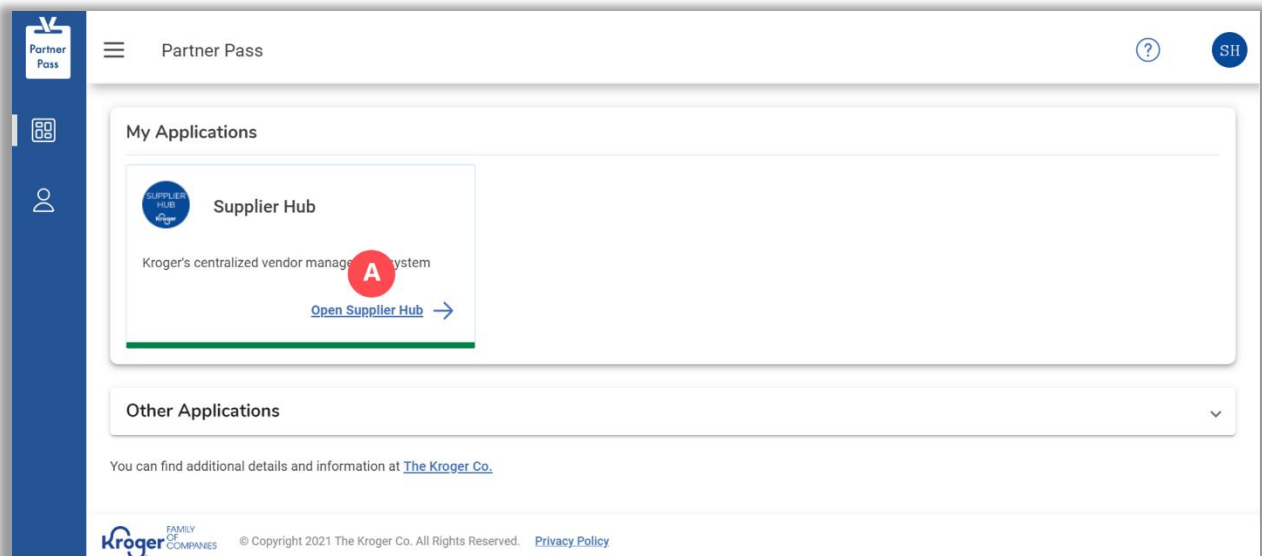 Partner
Pass
Partner Pass
?
SH
My Applications
SUPPLIER
HUB
Kroger
Supplier Hub
Kroger's centralized vendor manage ystem
A
Open Supplier Hub
Other Applications
You can find additional details and information at The Kroger Co.
Kroger
FAMILY
OF
COMPANIES
© Copyright 2021 The Kroger Co. All Rights Reserved. Privacy Policy